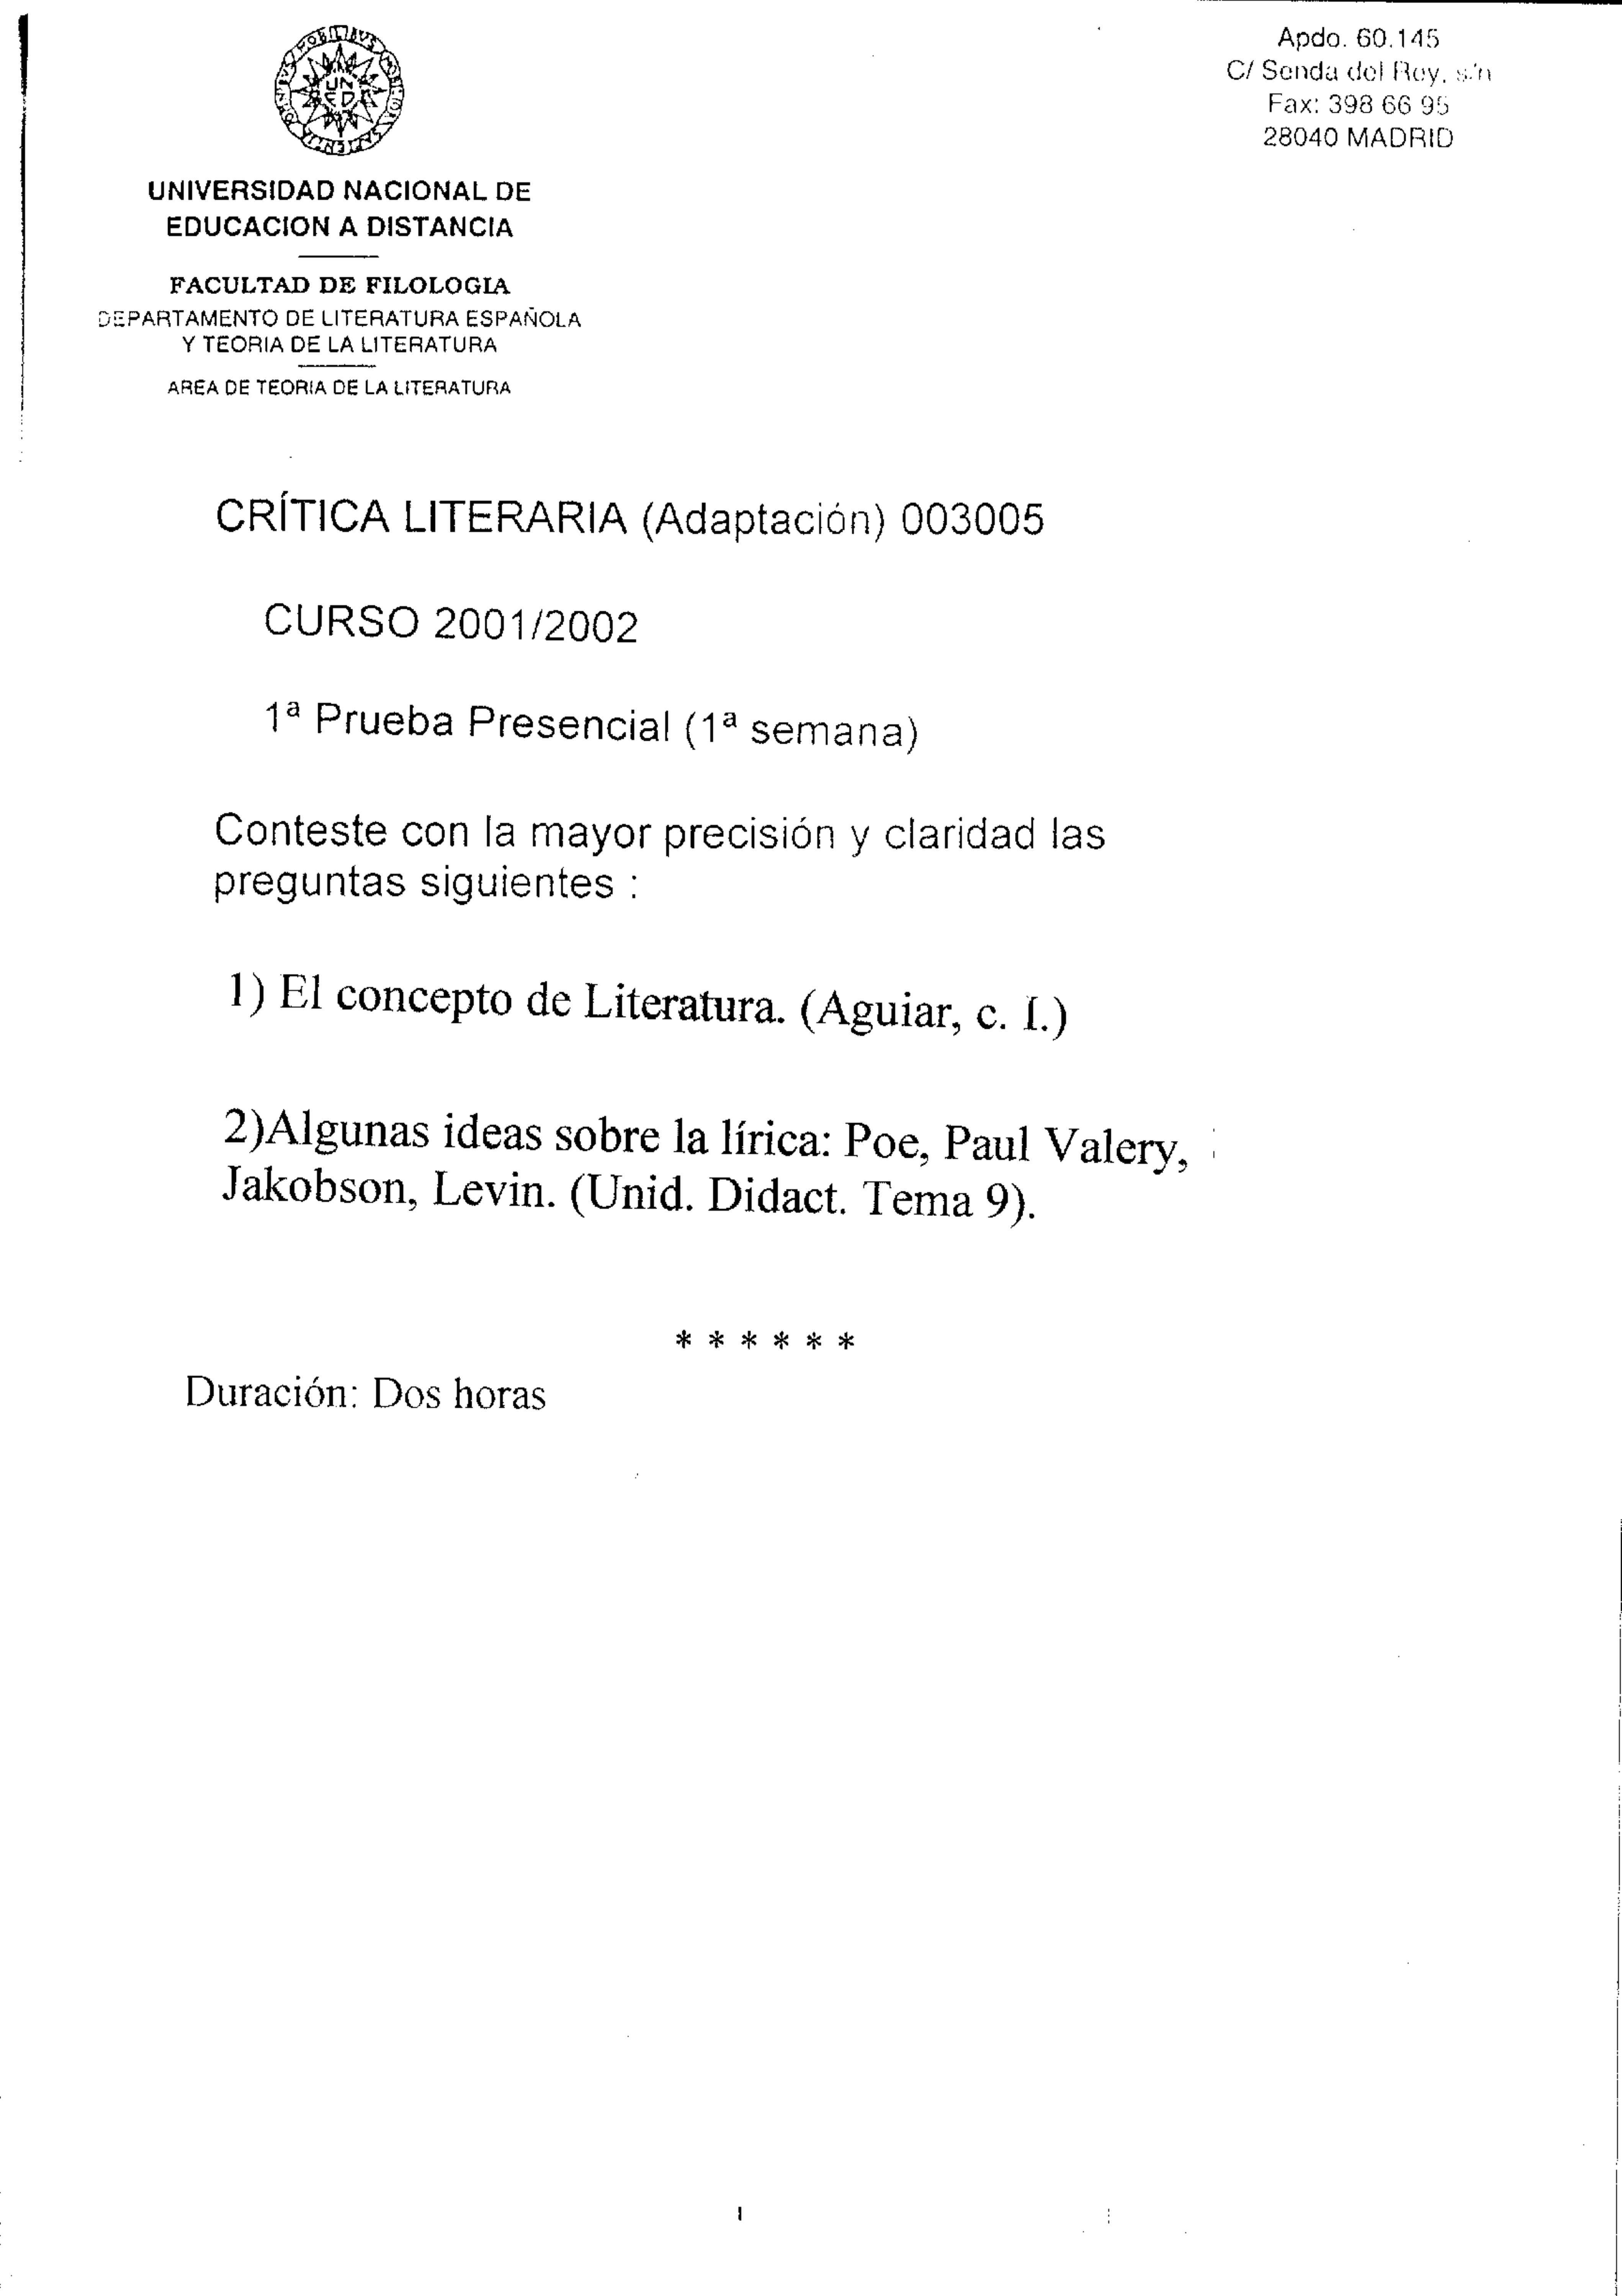 UNED
UNIVERSIDAD NACIONAL DE
EDUCACION A DISTANCIA
FACULTAD DE FILOLOGIA
DEPARTAMENTO DE LITERATURA ESPAÑOLA
Y TEORIA DE LA LITERATURA
AREA DE TEORIA DE LA LITERATURA
Apdo. 60.145
C/ Senda del Rey, s/n
Fax: 398 66 95
28040 MADRID
CRÍTICA LITERARIA (Adaptación) 003005
CURSO 2001/2002
1ª Prueba Presencial (1ª semana)
Conteste con la mayor precisión y claridad las
preguntas siguientes :
1) El concepto de Literatura. (Aguiar, c. I.)
2)Algunas ideas sobre la lírica: Poe, Paul Valery,
Jakobson, Levin. (Unid. Didact. Tema 9).
* * * * * *
Duración: Dos horas